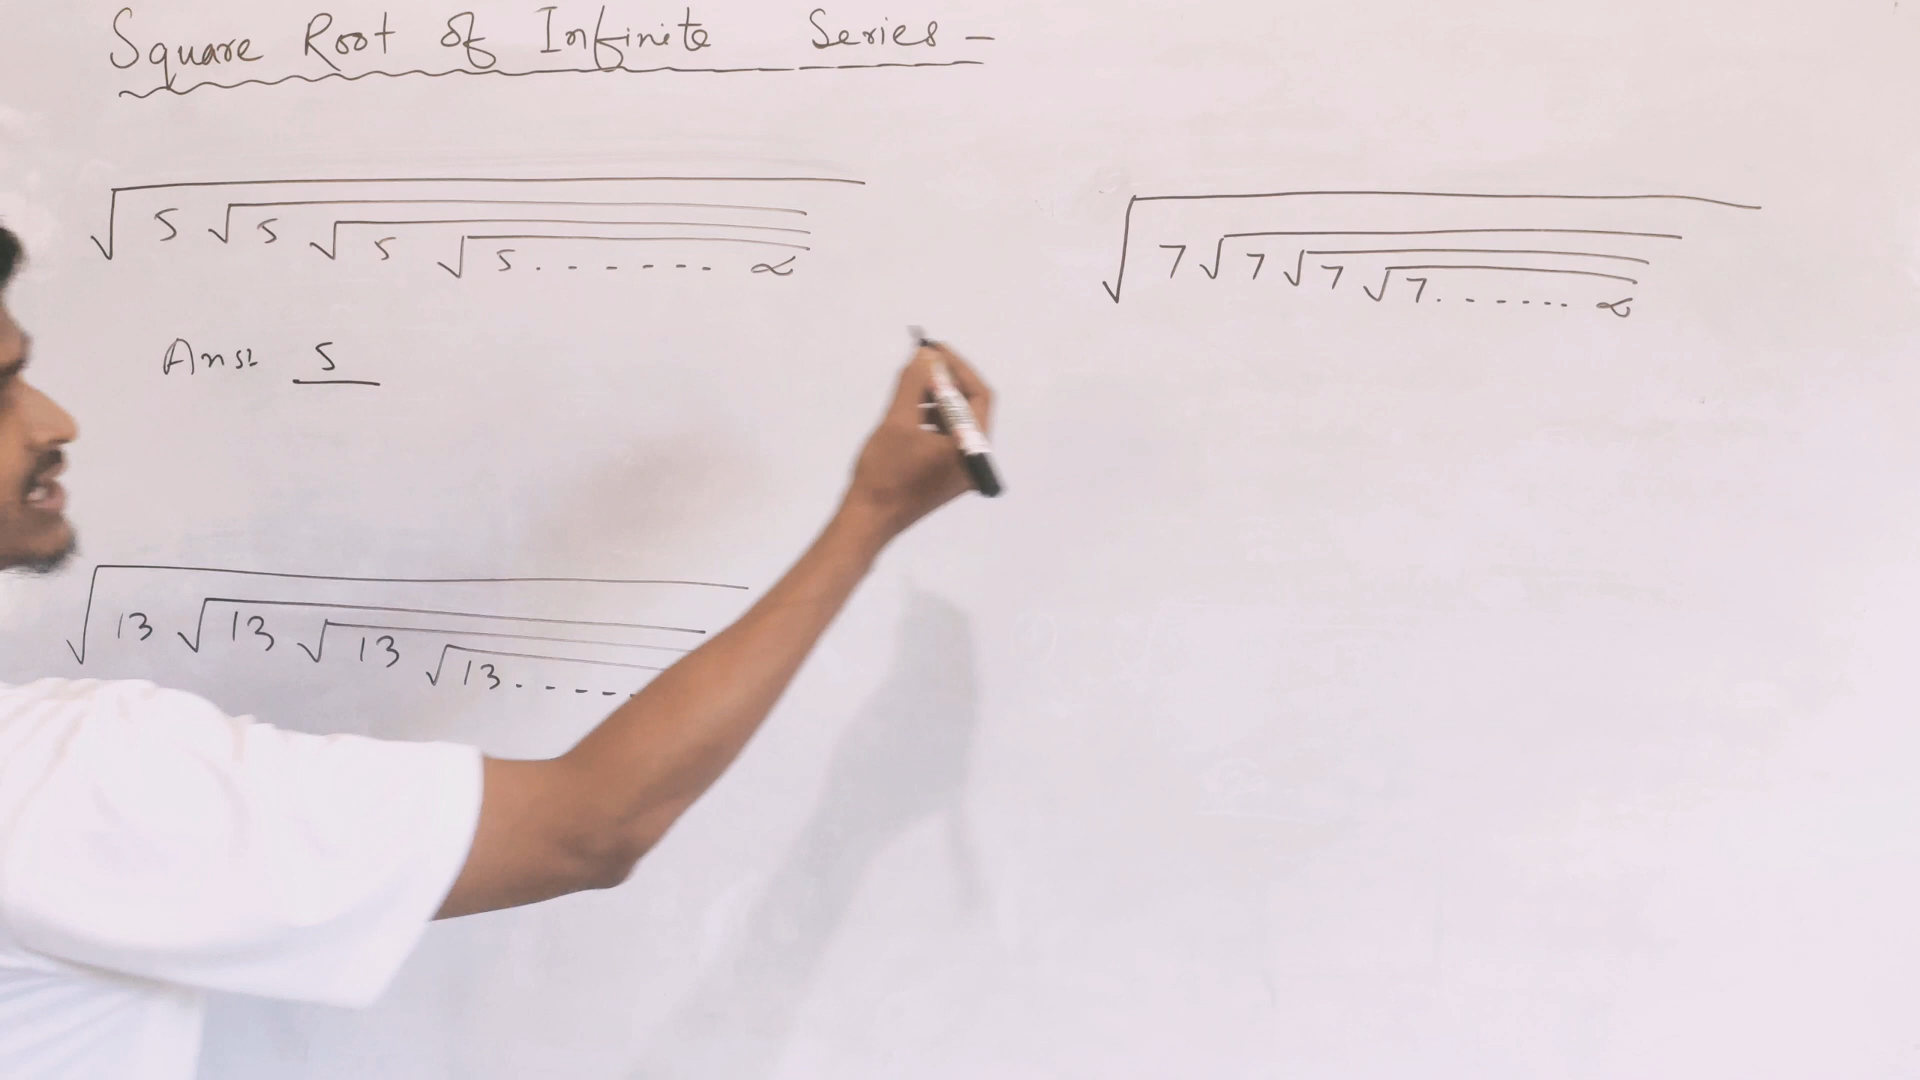 Square Root of Infinite Series -
√5√5√5√5....... ∝
Ans: 5
√7√7√7√7....... ∝
√13√13√13√13.....